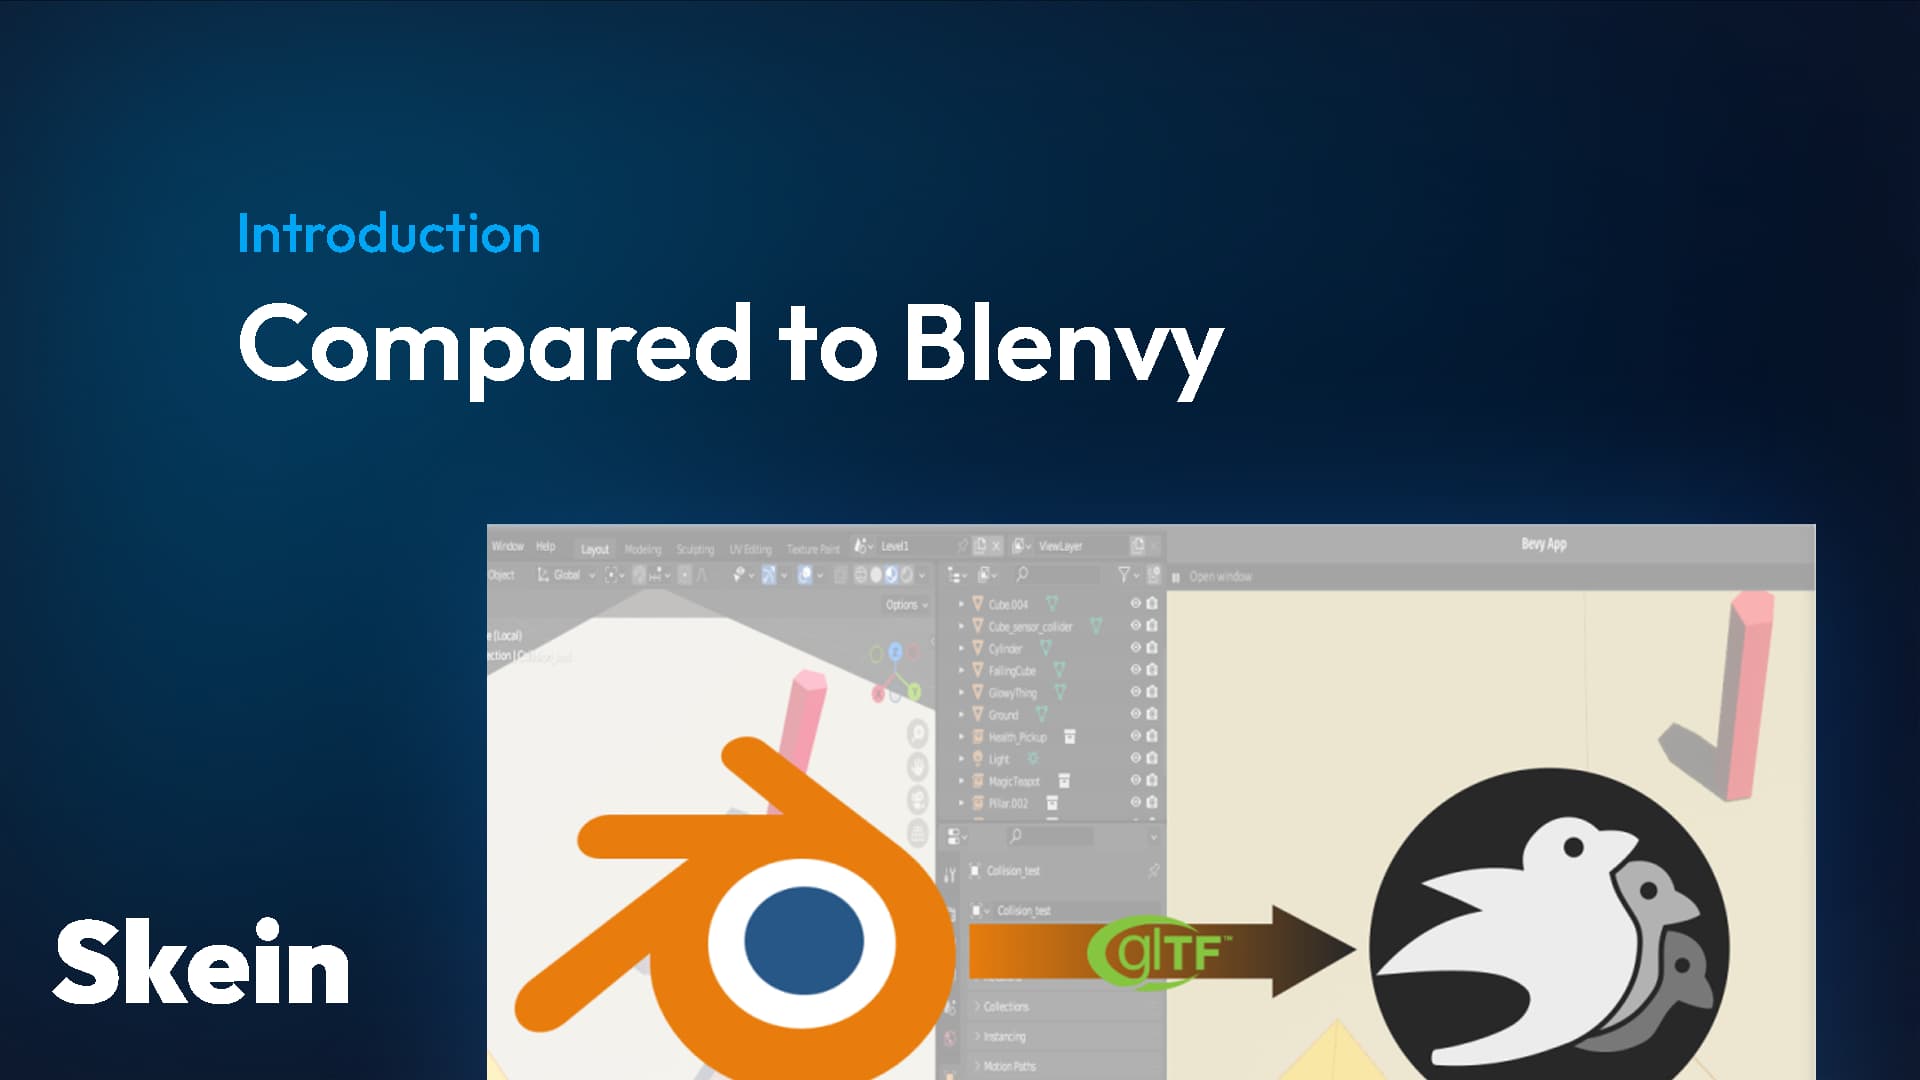 Introduction
Compared to Blenvy
Skein
Window Help Layout Modeling Sculpting UV Editing Texture Paint Level1 ViewLayer
Bevy App
Object Global
Open window
Options
Cube.004
Cube_sensor_collider
Cylinder
FallingCube
GlowyThing
Ground
Health_Pickup
Light
MagicTeapot
Pillar.002
(Local)
Collision_test
Collision_test
glTF™
Collections
Instancing
Motion Paths
X
Y
Z